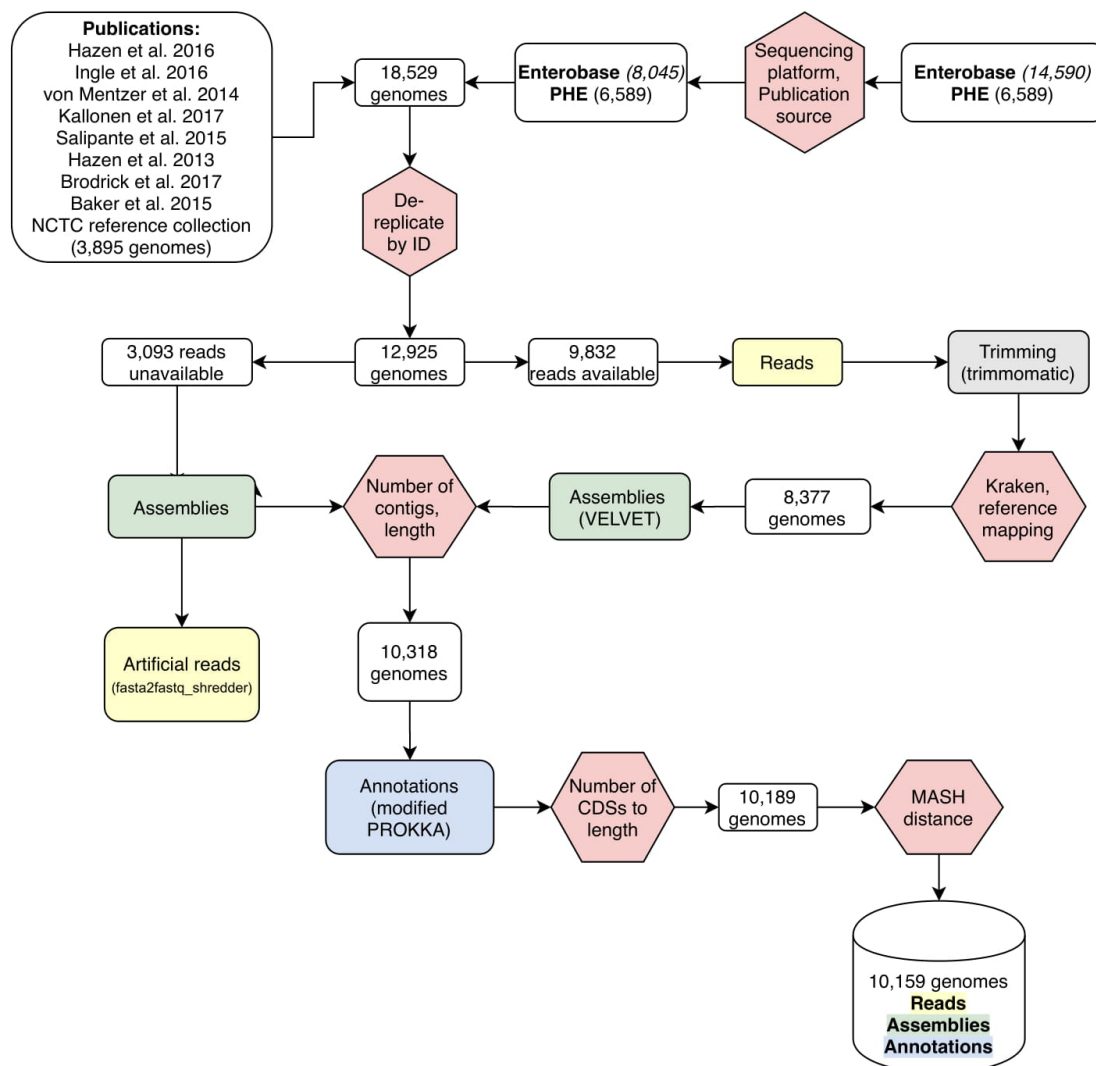 Publications:
Hazen et al. 2016
Ingle et al. 2016
von Mentzer et al. 2014
Kallonen et al. 2017
Salipante et al. 2015
Hazen et al. 2013
Brodrick et al. 2017
Baker et al. 2015
NCTC reference collection
(3,895 genomes)
18,529
genomes
Enterobase (8,045)
PHE (6,589)
Sequencing
platform,
Publication
source
Enterobase (14,590)
PHE (6,589)
De-
replicate
by ID
3,093 reads
unavailable
12,925
genomes
9,832
reads available
Reads
Trimming
(trimmomatic)
Assemblies
Number of
contigs,
length
Assemblies
(VELVET)
8,377
genomes
Kraken,
reference
mapping
Artificial reads
(fasta2fastq_shredder)
10,318
genomes
Annotations
(modified
PROKKA)
Number of
CDSs to
length
10,189
genomes
MASH
distance
10,159 genomes
Reads
Assemblies
Annotations